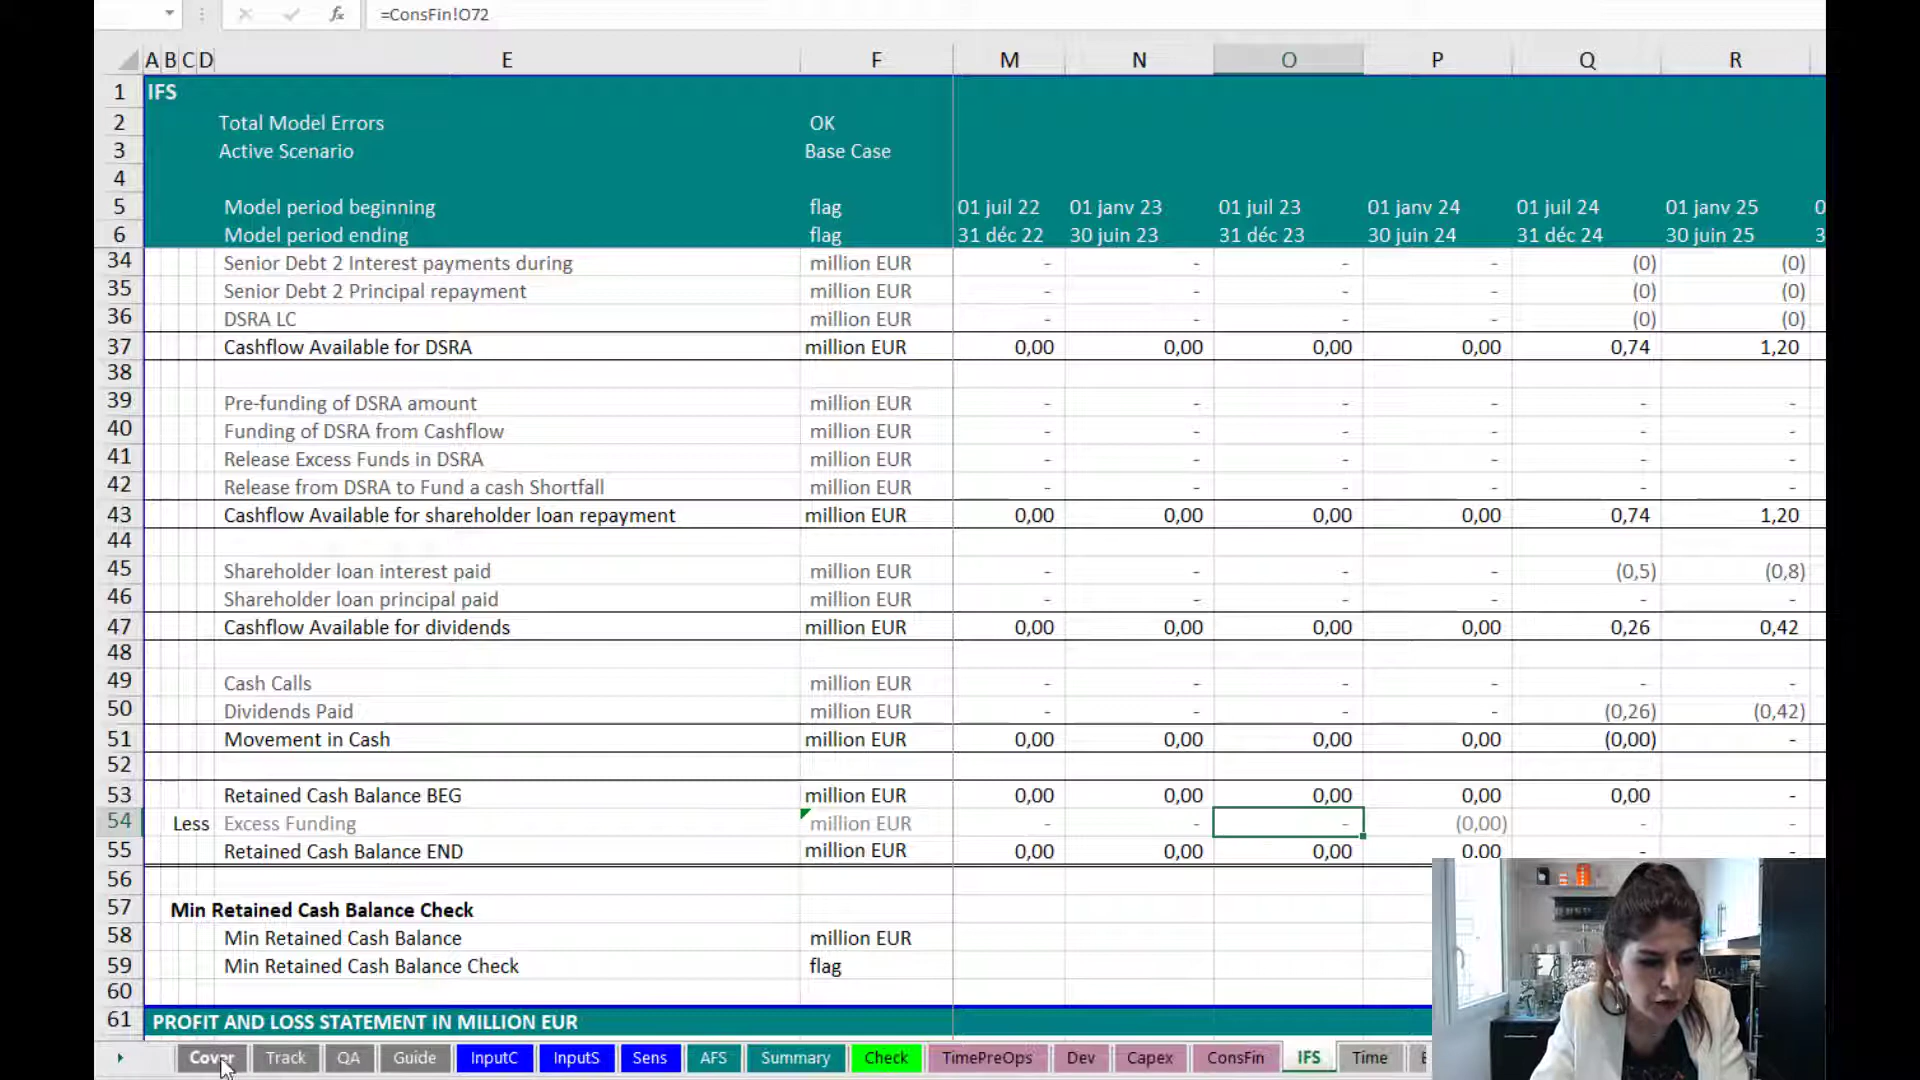 =ConsFin!O72
A B C D E F M N O P Q R
1 IFS
2 Total Model Errors OK
3 Active Scenario Base Case
4
5 Model period beginning flag 01 juil 22 01 janv 23 01 juil 23 01 janv 24 01 juil 24 01 janv 25 0
6 Model period ending flag 31 déc 22 30 juin 23 31 déc 23 30 juin 24 31 déc 24 30 juin 25 3
34 Senior Debt 2 Interest payments during million EUR - - - - (0) (0)
35 Senior Debt 2 Principal repayment million EUR - - - - (0) (0)
36 DSRA LC million EUR - - - - (0) (0)
37 Cashflow Available for DSRA million EUR 0,00 0,00 0,00 0,00 0,74 1,20
38
39 Pre-funding of DSRA amount million EUR - - - - - -
40 Funding of DSRA from Cashflow million EUR - - - - - -
41 Release Excess Funds in DSRA million EUR - - - - - -
42 Release from DSRA to Fund a cash Shortfall million EUR - - - - - -
43 Cashflow Available for shareholder loan repayment million EUR 0,00 0,00 0,00 0,00 0,74 1,20
44
45 Shareholder loan interest paid million EUR - - - - (0,5) (0,8)
46 Shareholder loan principal paid million EUR - - - - - -
47 Cashflow Available for dividends million EUR 0,00 0,00 0,00 0,00 0,26 0,42
48
49 Cash Calls million EUR - - - - - -
50 Dividends Paid million EUR - - - - (0,26) (0,42)
51 Movement in Cash million EUR 0,00 0,00 0,00 0,00 (0,00) -
52
53 Retained Cash Balance BEG million EUR 0,00 0,00 0,00 0,00 0,00 -
54 Less Excess Funding million EUR - - - (0,00) - -
55 Retained Cash Balance END million EUR 0,00 0,00 0,00 0,00 - -
56
57 Min Retained Cash Balance Check
58 Min Retained Cash Balance million EUR
59 Min Retained Cash Balance Check flag
60
61 PROFIT AND LOSS STATEMENT IN MILLION EUR
Cover Track QA Guide InputC InputS Sens AFS Summary Check TimePreOps Dev Capex ConsFin IFS Time